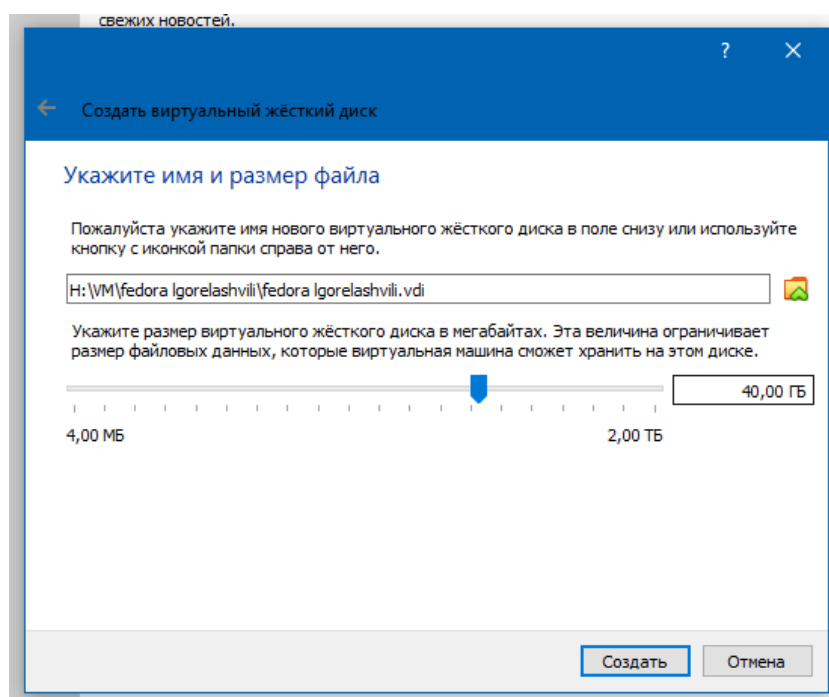 свежих новостей.
?
Создать виртуальный жёсткий диск
Укажите имя и размер файла
Пожалуйста укажите имя нового виртуального жёсткого диска в поле снизу или используйте
кнопку с иконкой папки справа от него.
H:\VM\fedora lgorelashvili\fedora lgorelashvili.vdi
Укажите размер виртуального жёсткого диска в мегабайтах. Эта величина ограничивает
размер файловых данных, которые виртуальная машина сможет хранить на этом диске.
40,00 ГБ
4,00 МБ 2,00 ТБ
Создать Отмена